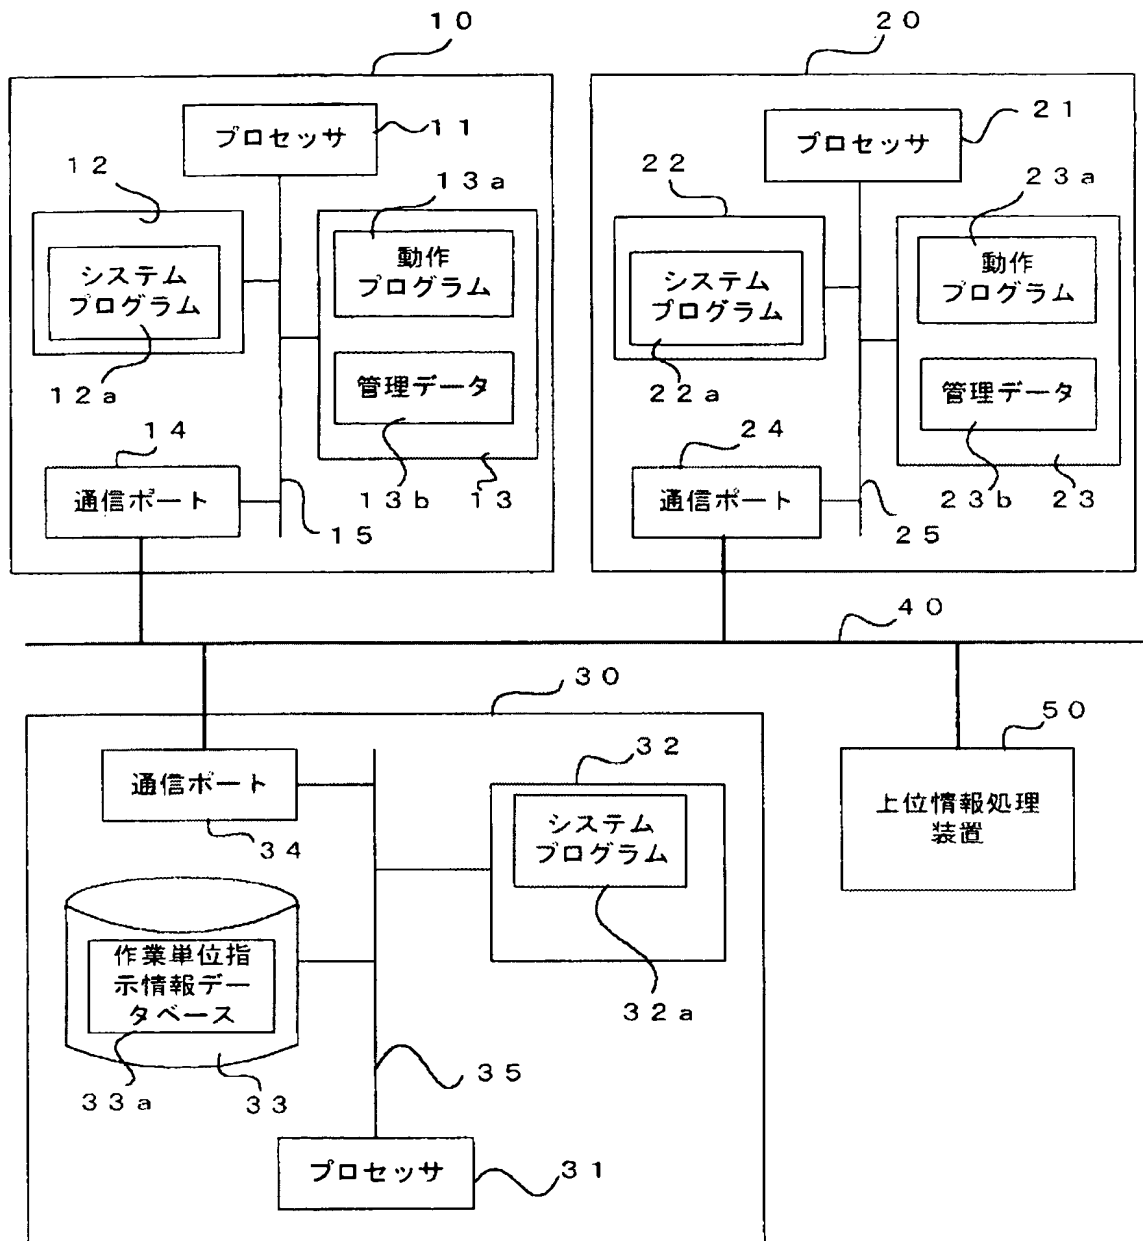 10
20
プロセッサ
11
プロセッサ
21
12
13a
22
23a
システム
プログラム
動作
プログラム
システム
プログラム
動作
プログラム
12a
管理データ
22a
管理データ
14
24
通信ポート
15
13b
13
通信ポート
25
23b
23
40
30
50
通信ポート
32
34
システム
プログラム
上位情報処理
装置
作業単位指
示情報デー
タベース
32a
33a
33
35
プロセッサ
31